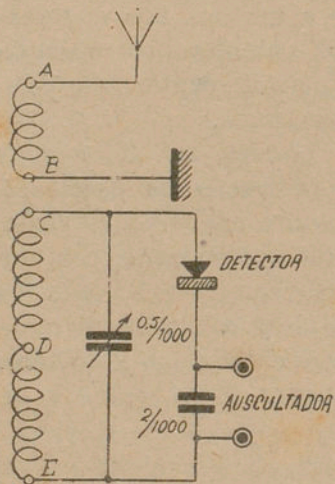 A
B
C
DETECTOR
D
0,5/1000
2/1000
AUSCULTADOR
E